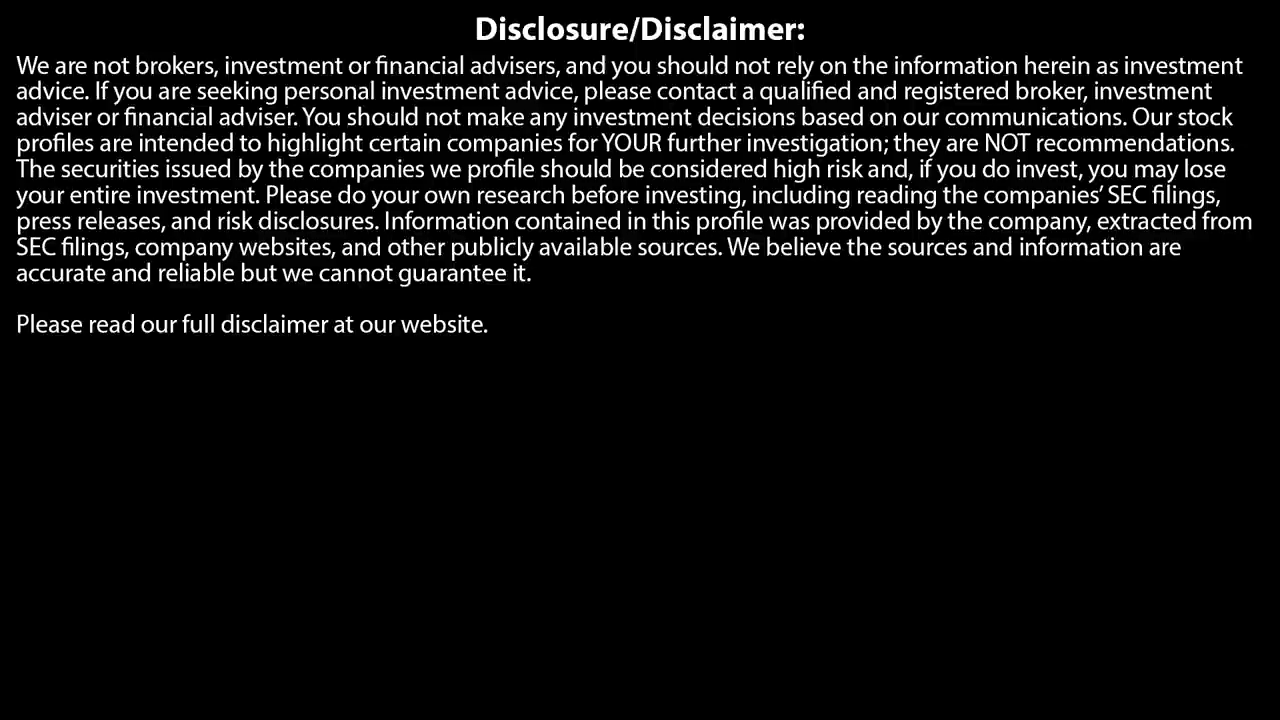 Disclosure/Disclaimer:
We are not brokers, investment or financial advisers, and you should not rely on the information herein as investment
advice. If you are seeking personal investment advice, please contact a qualified and registered broker, investment
adviser or financial adviser. You should not make any investment decisions based on our communications. Our stock
profiles are intended to highlight certain companies for YOUR further investigation; they are NOT recommendations.
The securities issued by the companies we profile should be considered high risk and, if you do invest, you may lose
your entire investment. Please do your own research before investing, including reading the companies’ SEC filings,
press releases, and risk disclosures. Information contained in this profile was provided by the company, extracted from
SEC filings, company websites, and other publicly available sources. We believe the sources and information are
accurate and reliable but we cannot guarantee it.
Please read our full disclaimer at our website.